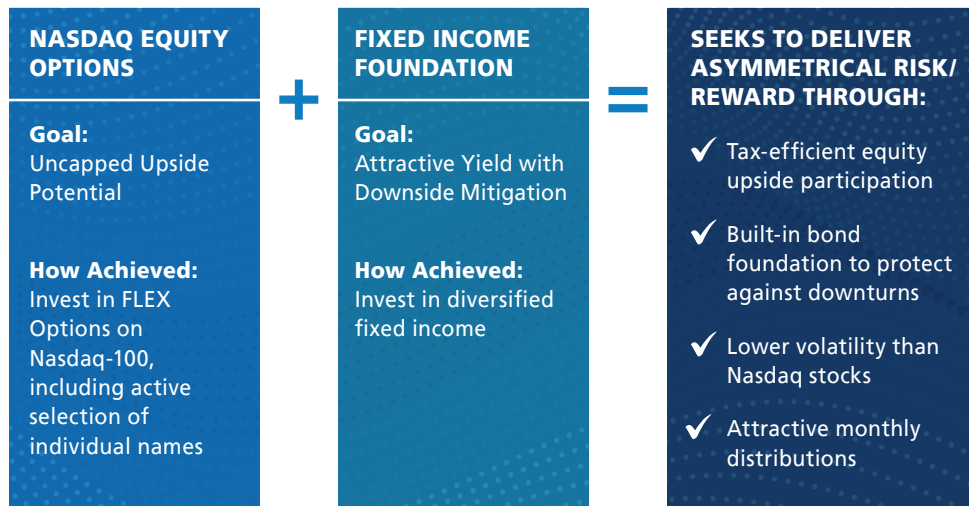 NASDAQ EQUITY
OPTIONS
Goal:
Uncapped Upside
Potential
How Achieved:
Invest in FLEX
Options on
Nasdaq-100,
including active
selection of
individual names
+
FIXED INCOME
FOUNDATION
Goal:
Attractive Yield with
Downside Mitigation
How Achieved:
Invest in diversified
fixed income
=
SEEKS TO DELIVER
ASYMMETRICAL RISK/
REWARD THROUGH:
✓ Tax-efficient equity
upside participation
✓ Built-in bond
foundation to protect
against downturns
✓ Lower volatility than
Nasdaq stocks
✓ Attractive monthly
distributions